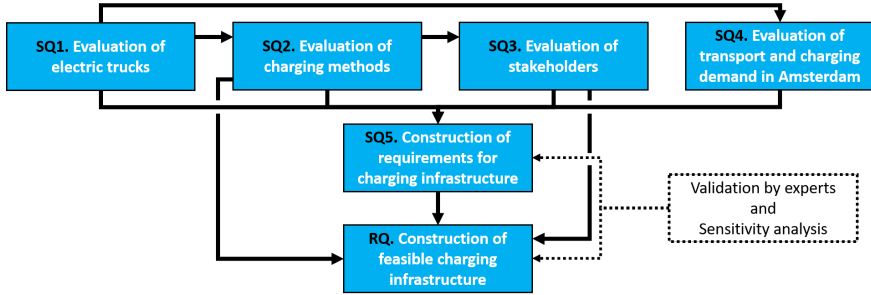 SQ1. Evaluation of
electric trucks
SQ2. Evaluation of
charging methods
SQ3. Evaluation of
stakeholders
SQ4. Evaluation of
transport and charging
demand in Amsterdam
SQ5. Construction of
requirements for
charging infrastructure
Validation by experts
and
Sensitivity analysis
RQ. Construction of
feasible charging
infrastructure